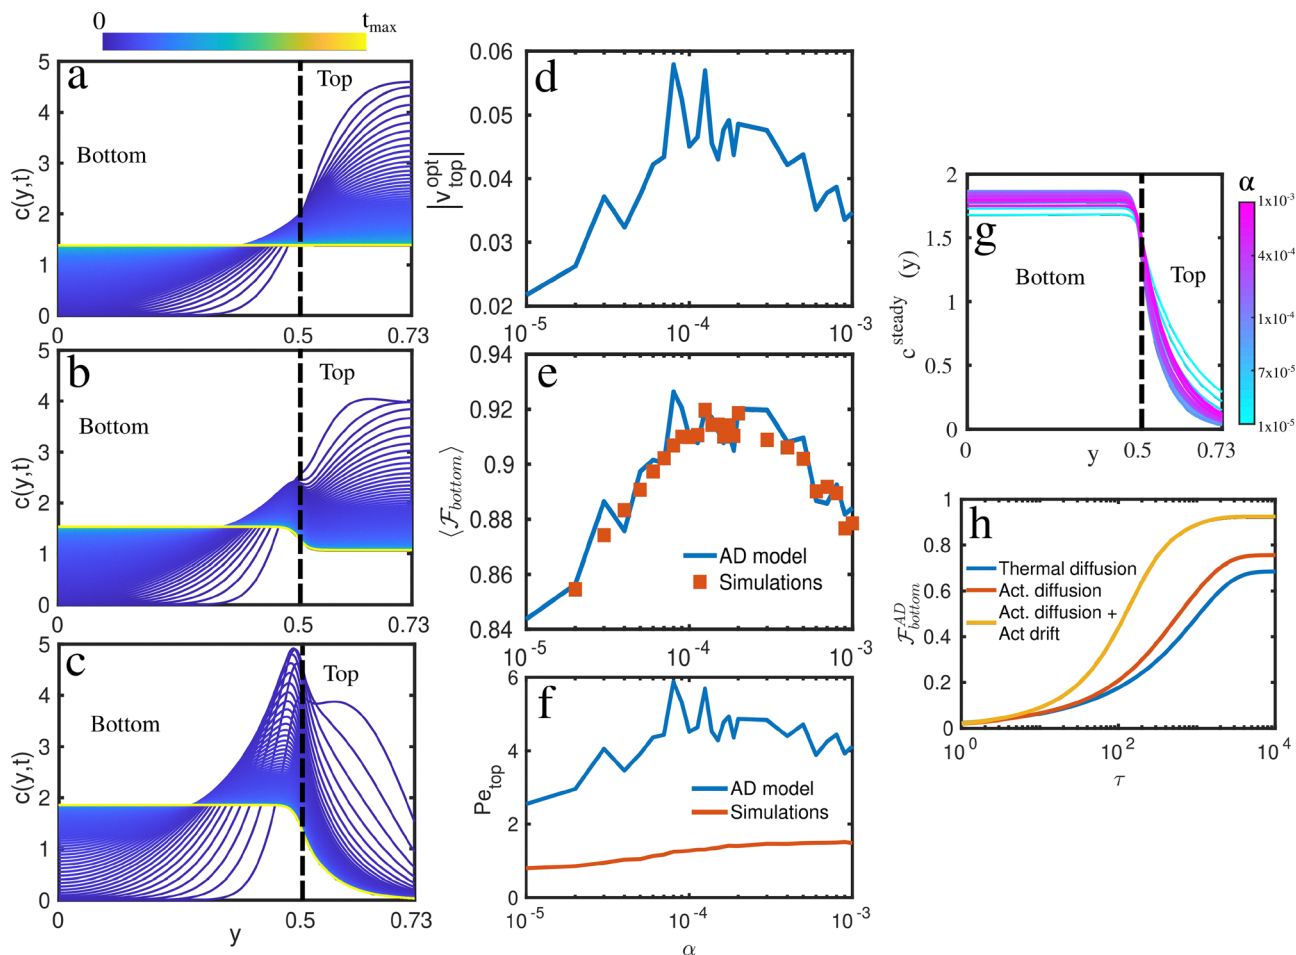 0
t_max
a
Top
Bottom
c(y,t)
5
4
3
2
1
0
0
0.5
0.73
b
Top
Bottom
c(y,t)
5
4
3
2
1
0
0
0.5
0.73
c
Top
Bottom
c(y,t)
5
4
3
2
1
0
0
0.5
0.73
y
d
|v_top^opt|
0.06
0.05
0.04
0.03
0.02
10^-5
10^-4
10^-3
e
⟨ℱ_bottom⟩
0.94
0.92
0.9
0.88
0.86
0.84
AD model
Simulations
10^-5
10^-4
10^-3
f
Pe_top
6
4
2
0
AD model
Simulations
10^-5
10^-4
10^-3
α
g
c^steady (y)
2
1.5
1
0.5
0
Bottom
Top
0
y
0.5
0.73
α
1x10^-3
4x10^-4
1x10^-4
7x10^-5
1x10^-5
h
ℱ_bottom^AD
1
0.8
0.6
0.4
0.2
0
Thermal diffusion
Act. diffusion
Act. diffusion +
Act drift
10^0
10^2
10^4
τ